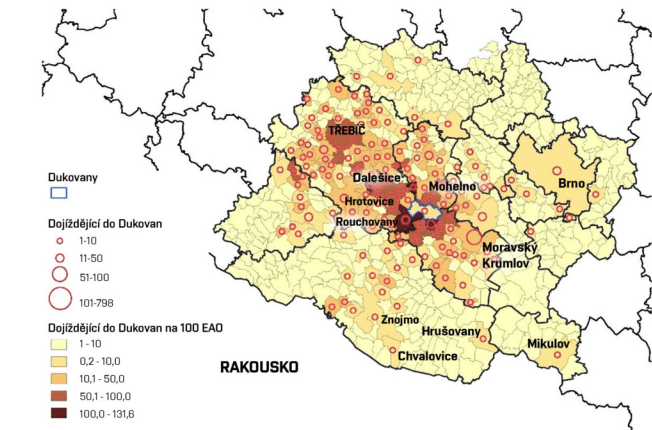 TŘEBÍČ
Dukovany
Dalešice
Mohelno
Brno
Hrotovice
Dojíždějící do Dukovan
Rouchovany
1-10
11-50
Moravský
Krumlov
51-100
101-798
Dojíždějící do Dukovan na 100 EAO
Znojmo
Hrušovany
1 - 10
Mikulov
0,2 - 10,0
Chvalovice
RAKOUSKO
10,1 - 50,0
50,1 - 100,0
100,0 - 131,6